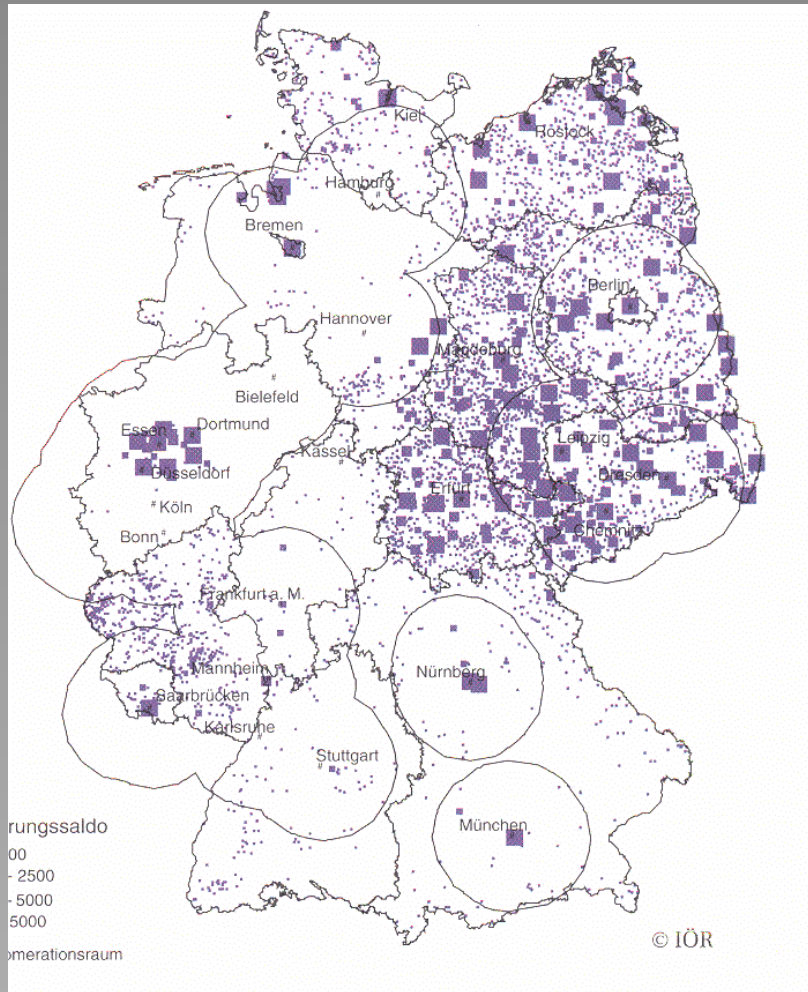 Kiel
Rostock
Hamburg
Bremen
Berlin
Hannover
Magdeburg
Bielefeld
Essen
Dortmund
Leipzig
Kassel
Düsseldorf
Dresden
Erfurt
Köln
Chemnitz
Bonn
Frankfurt a. M.
Mannheim
Nürnberg
Saarbrücken
Karlsruhe
Stuttgart
München
rungssaldo
00
- 2500
- 5000
5000
omerationsraum
© IÖR